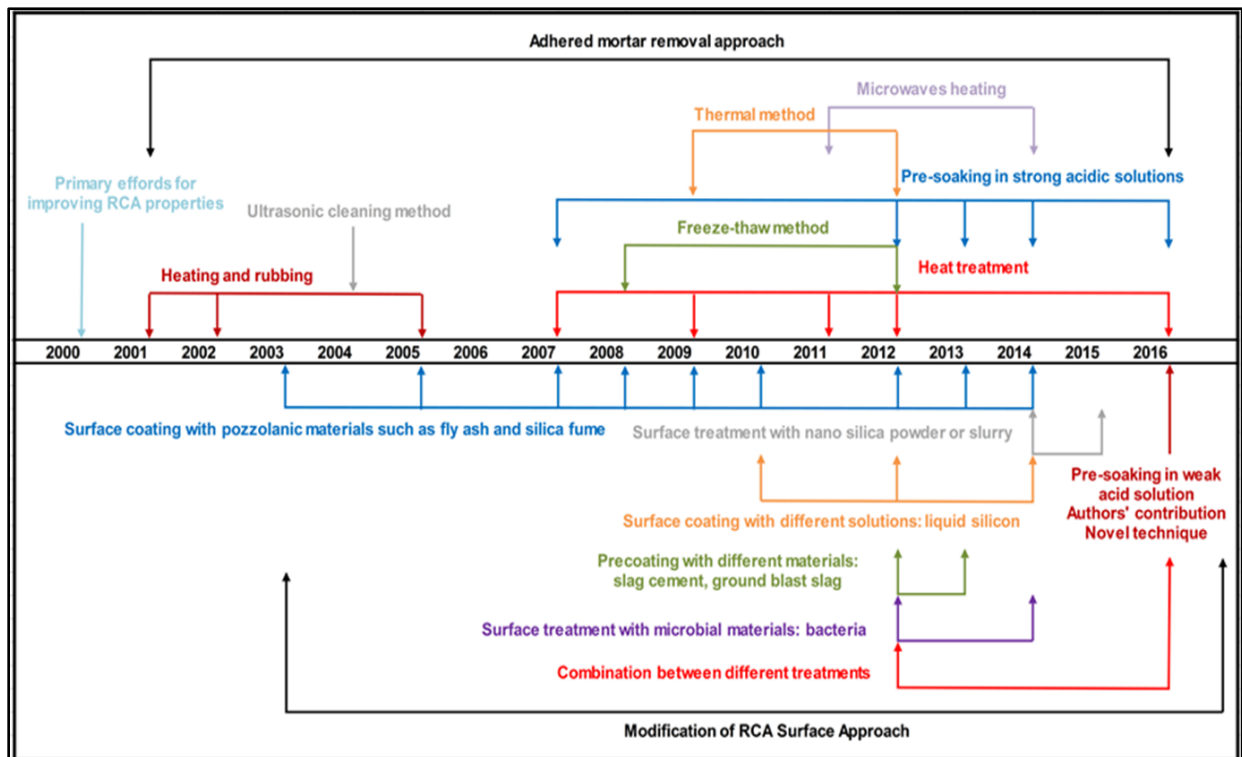 Adhered mortar removal approach
Microwaves heating
Thermal method
Primary effords for
improving RCA properties
Pre-soaking in strong acidic solutions
Ultrasonic cleaning method
Freeze-thaw method
Heating and rubbing
Heat treatment
2000 2001 2002 2003 2004 2005 2006 2007 2008 2009 2010 2011 2012 2013 2014 2015 2016
Surface coating with pozzolanic materials such as fly ash and silica fume
Surface treatment with nano silica powder or slurry
Pre-soaking in weak
acid solution
Authors' contribution
Novel technique
Surface coating with different solutions: liquid silicon
Precoating with different materials:
slag cement, ground blast slag
Surface treatment with microbial materials: bacteria
Combination between different treatments
Modification of RCA Surface Approach